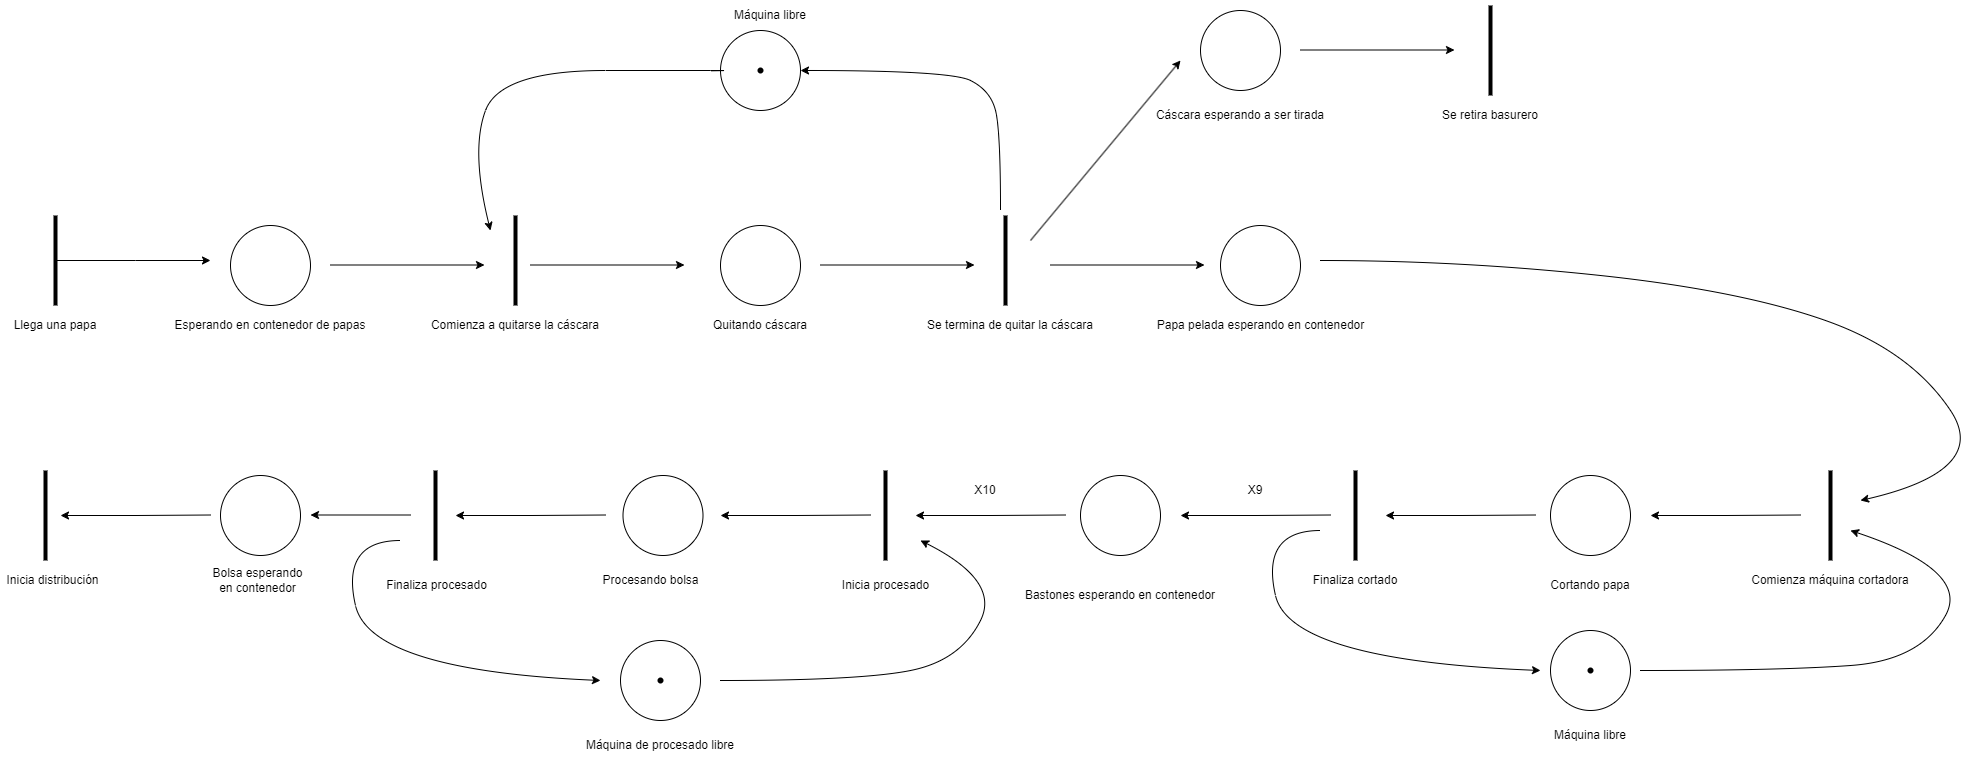 Máquina libre
Cáscara esperando a ser tirada
Se retira basurero
Llega una papa
Esperando en contenedor de papas
Comienza a quitarse la cáscara
Quitando cáscara
Se termina de quitar la cáscara
Papa pelada esperando en contenedor
X10
X9
Inicia distribución
Bolsa esperando
en contenedor
Finaliza procesado
Procesando bolsa
Inicia procesado
Bastones esperando en contenedor
Finaliza cortado
Cortando papa
Comienza máquina cortadora
Máquina de procesado libre
Máquina libre